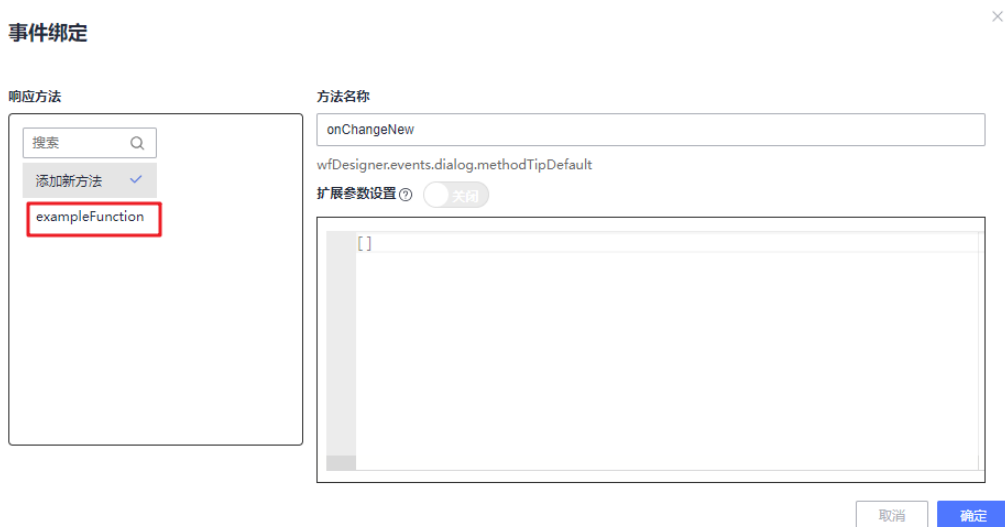 事件绑定
响应方法
搜索
添加新方法
exampleFunction
方法名称
onChangeNew
wfDesigner.events.dialog.methodTipDefault
扩展参数设置
关闭
[]
取消
确定